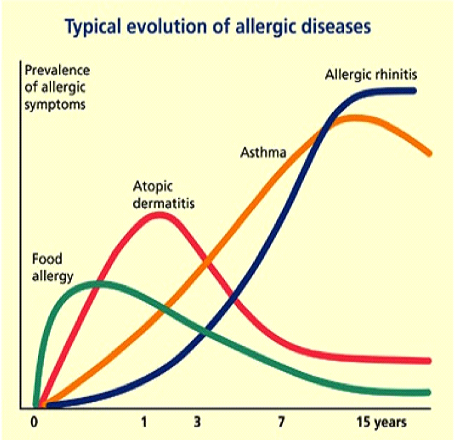 Typical evolution of allergic diseases
Prevalence
of allergic
symptoms
Allergic rhinitis
Asthma
Atopic
dermatitis
Food
allergy
0 1 3 7 15 years